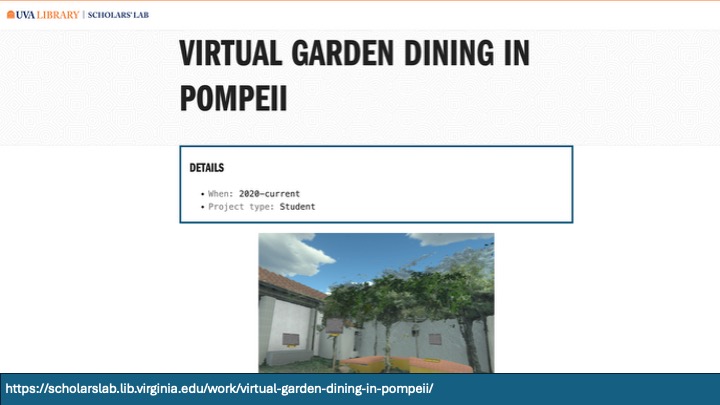 UVA LIBRARY | SCHOLARS' LAB
VIRTUAL GARDEN DINING IN
POMPEII
DETAILS
• When: 2020–current
• Project type: Student
https://scholarslab.lib.virginia.edu/work/virtual-garden-dining-in-pompeii/